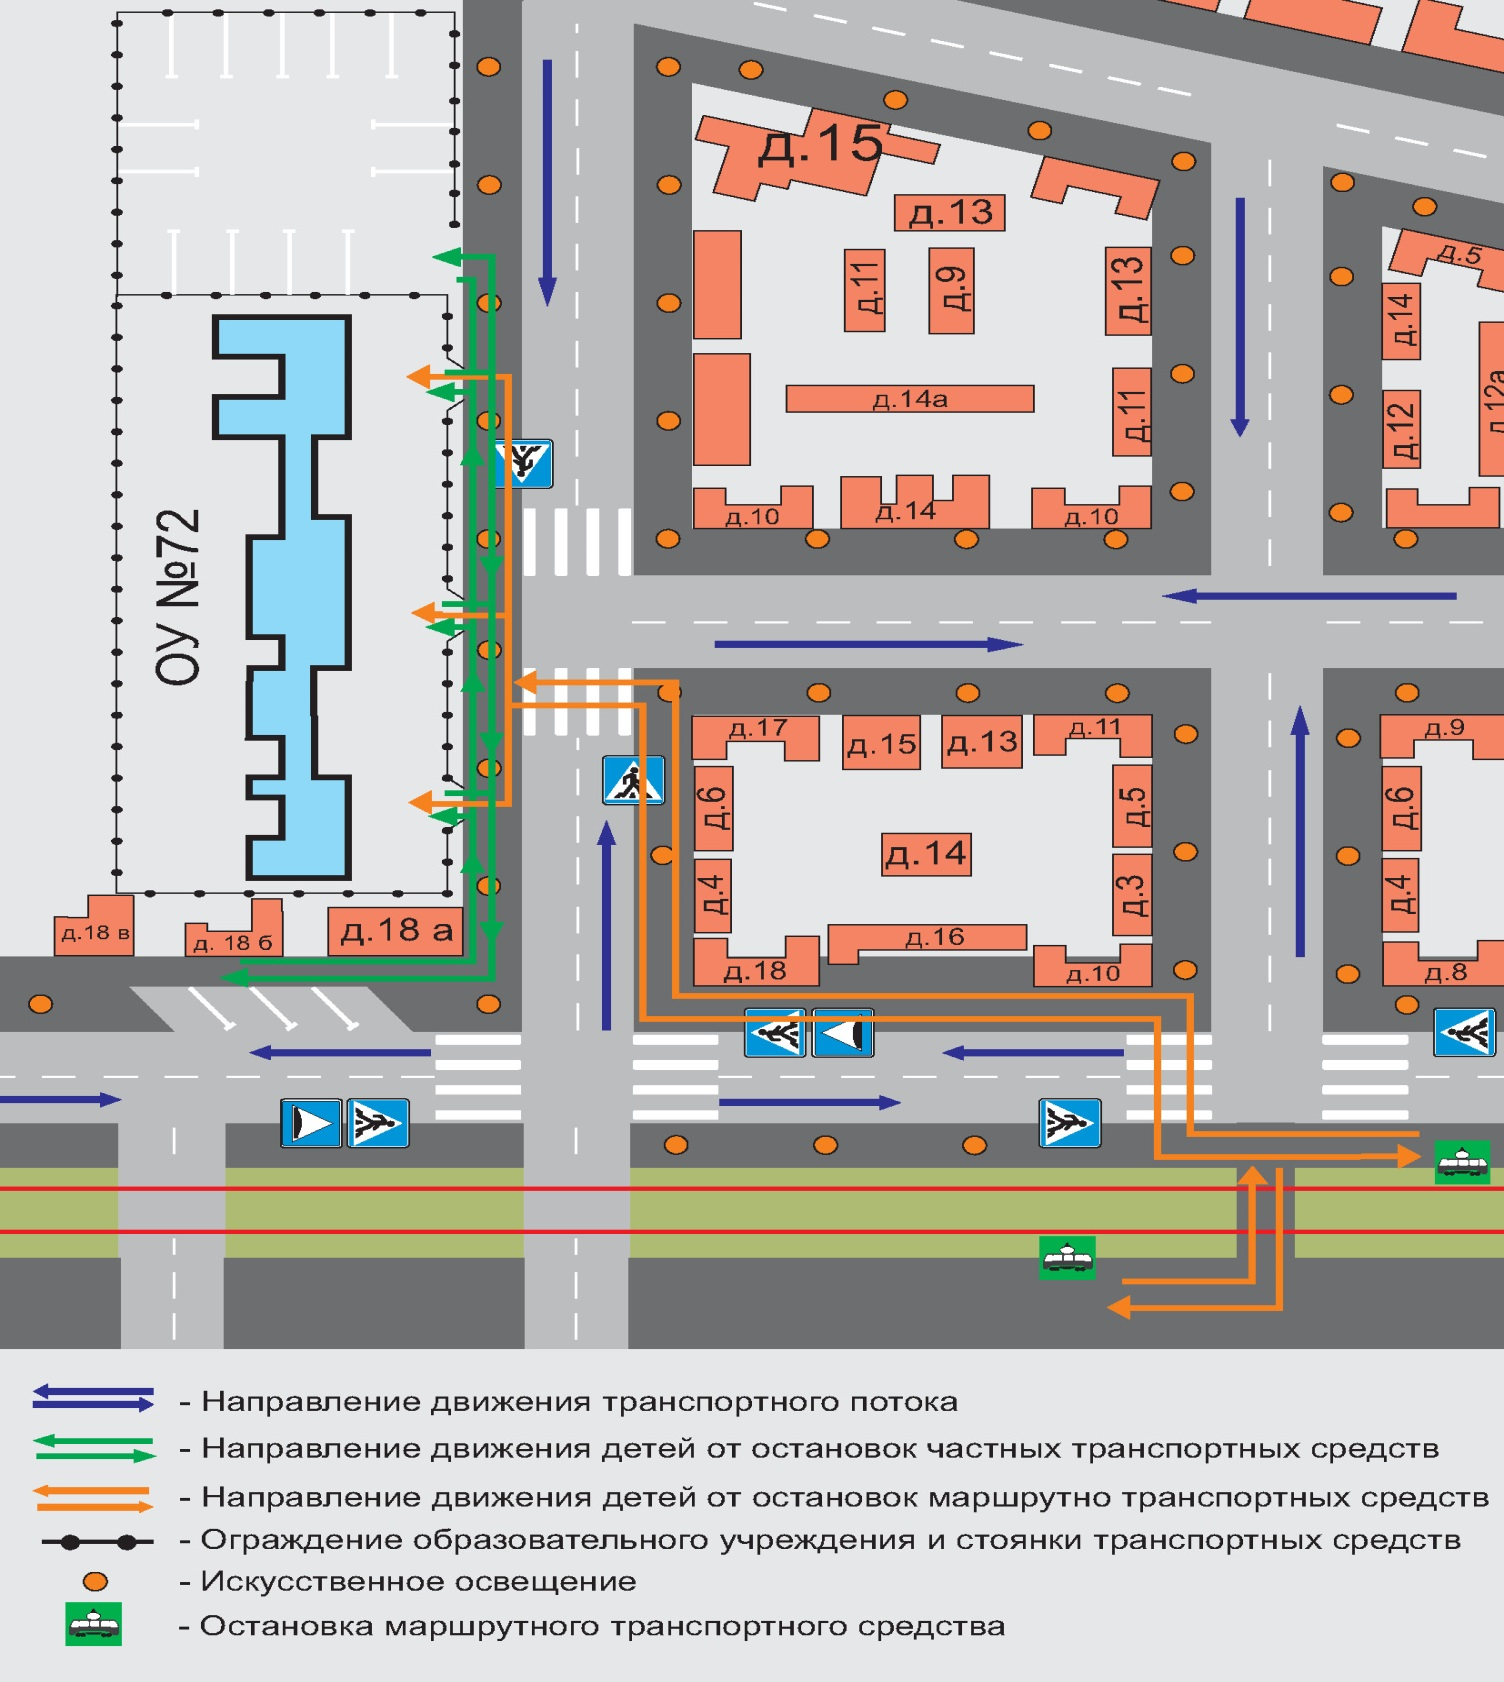 д.15
д.13
д.5
д.11
д.9
д.13
д.14
д.12а
д.14а
д.11
д.12
д.10
д.14
д.10
ОУ №72
д.17
д.15
д.13
д.11
д.9
д.6
д.5
д.6
д.14
д.4
д.3
д.4
д.18 в
д. 18 б
д.18 а
д.16
д.18
д.10
д.8
- Направление движения транспортного потока
- Направление движения детей от остановок частных транспортных средств
- Направление движения детей от остановок маршрутно транспортных средств
- Ограждение образовательного учреждения и стоянки транспортных средств
- Искусственное освещение
- Остановка маршрутного транспортного средства